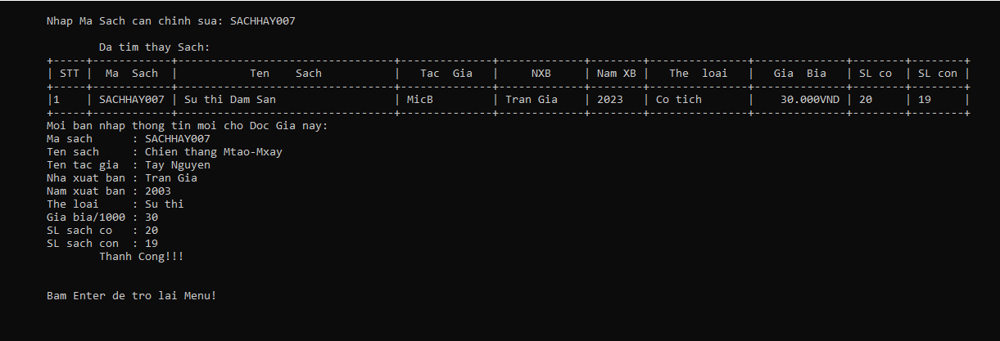 Nhap Ma Sach can chinh sua: SACHHAY007
Da tim thay Sach:
+-----+------------+---------------------------------+--------------+-------------+--------+---------------+--------------+--------+--------+
| STT |  Ma  Sach  |           Ten    Sach           |   Tac  Gia   |     NXB     | Nam XB |   The  loai   |   Gia  Bia   | SL co  | SL con |
+-----+------------+---------------------------------+--------------+-------------+--------+---------------+--------------+--------+--------+
|1    | SACHHAY007 | Su thi Dam San                  | MicB         | Tran Gia    | 2023   | Co tich       |    30.000VND | 20     | 19     |
+-----+------------+---------------------------------+--------------+-------------+--------+---------------+--------------+--------+--------+
Moi ban nhap thong tin moi cho Doc Gia nay:
Ma sach      : SACHHAY007
Ten sach     : Chien thang Mtao-Mxay
Ten tac gia  : Tay Nguyen
Nha xuat ban : Tran Gia
Nam xuat ban : 2003
The loai     : Su thi
Gia bia/1000 : 30
SL sach co   : 20
SL sach con  : 19
Thanh Cong!!!
Bam Enter de tro lai Menu!